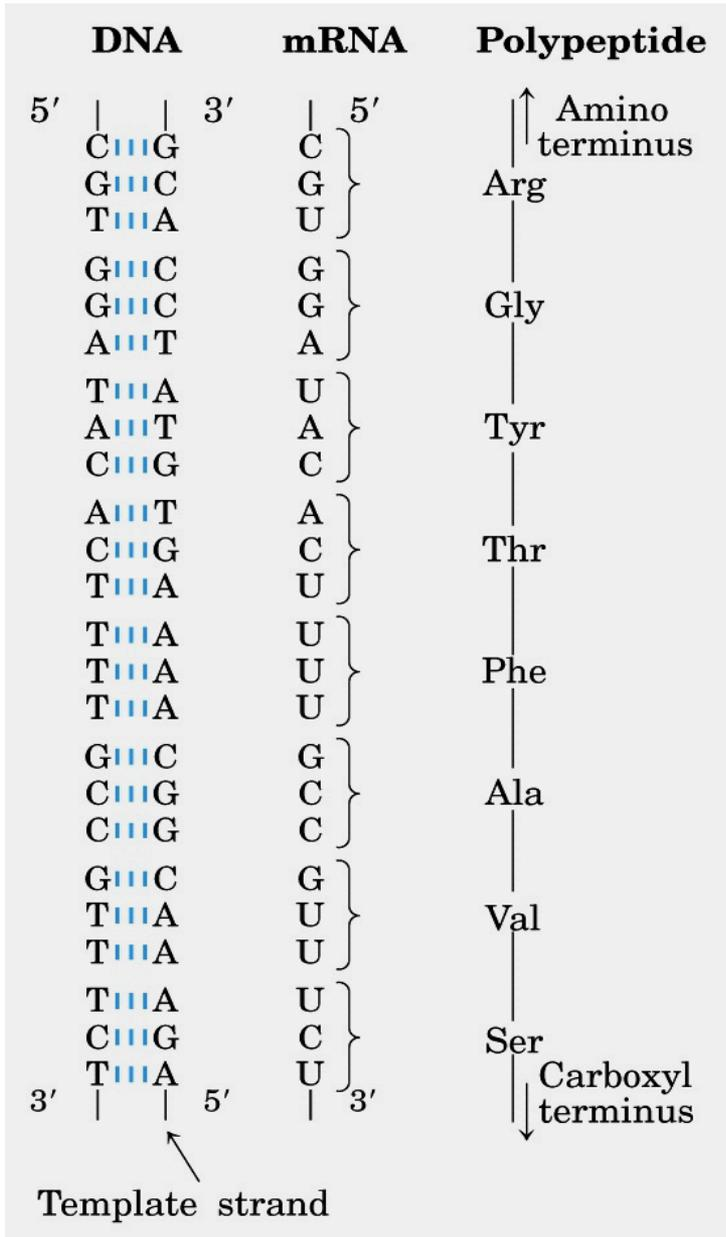 DNA mRNA Polypeptide
5′ 3′ 5′ Amino
terminus
C G C
G C G Arg
T A U
G C G
G C G Gly
A T A
T A U
A T A Tyr
C G C
A T A
C G C Thr
T A U
T A U
T A U Phe
T A U
G C G
C G C Ala
C G C
G C G
T A U Val
T A U
T A U
C G C Ser
T A U Carboxyl
3′ 5′ 3′ terminus
Template strand